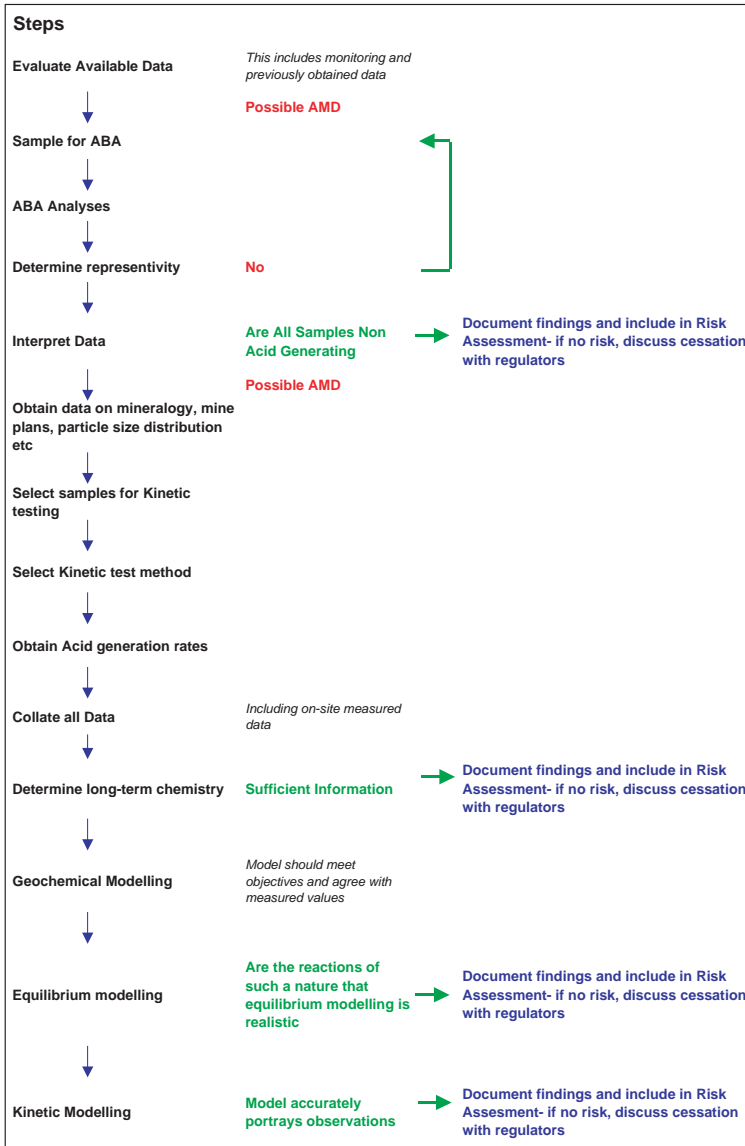 Steps
Evaluate Available Data
This includes monitoring and
previously obtained data
Possible AMD
Sample for ABA
ABA Analyses
Determine representivity
No
Interpret Data
Are All Samples Non
Acid Generating
Document findings and include in Risk
Assessment- if no risk, discuss cessation
with regulators
Possible AMD
Obtain data on mineralogy, mine
plans, particle size distribution
etc
Select samples for Kinetic
testing
Select Kinetic test method
Obtain Acid generation rates
Collate all Data
Including on-site measured
data
Determine long-term chemistry
Sufficient Information
Document findings and include in Risk
Assessment- if no risk, discuss cessation
with regulators
Geochemical Modelling
Model should meet
objectives and agree with
measured values
Equilibrium modelling
Are the reactions of
such a nature that
equilibrium modelling is
realistic
Document findings and include in Risk
Assessment- if no risk, discuss cessation
with regulators
Kinetic Modelling
Model accurately
portrays observations
Document findings and include in Risk
Assesment- if no risk, discuss cessation
with regulators